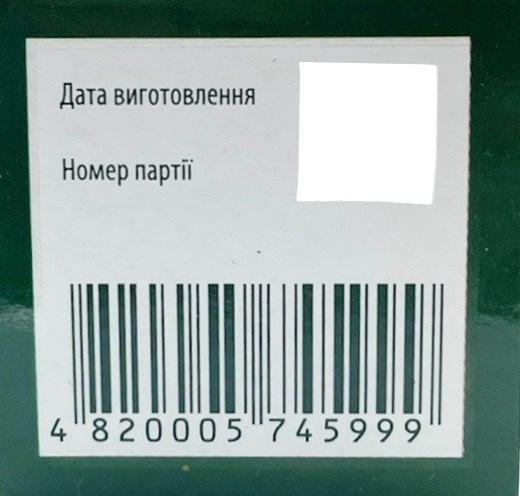 Дата виготовлення
Номер партії
4 820005 745999